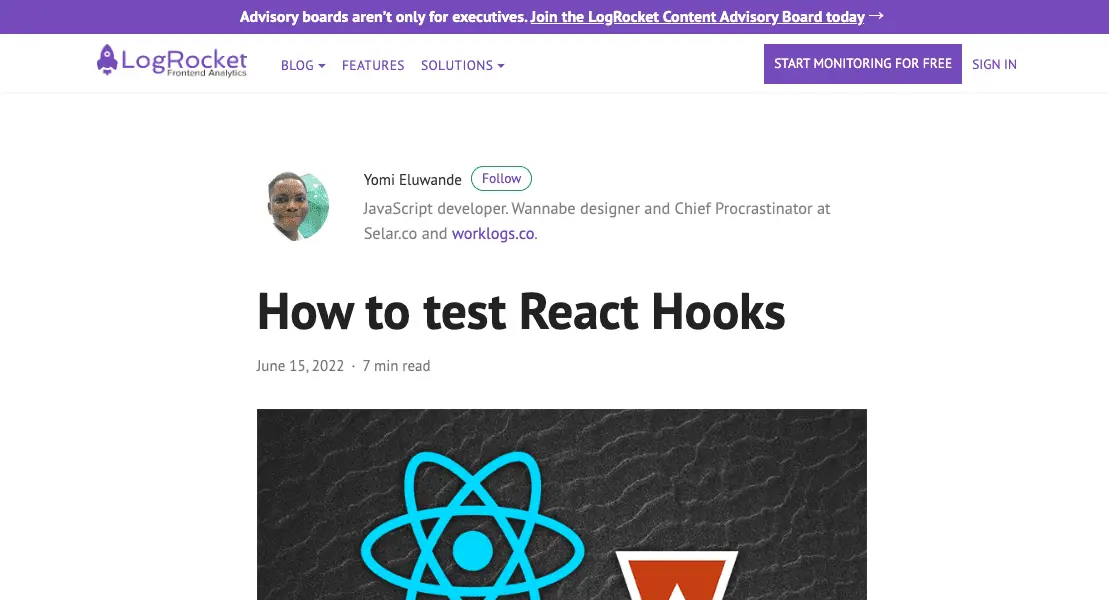 Advisory boards aren’t only for executives. Join the LogRocket Content Advisory Board today →
LogRocket
Frontend Analytics
BLOG FEATURES SOLUTIONS START MONITORING FOR FREE SIGN IN
Yomi Eluwande Follow
JavaScript developer. Wannabe designer and Chief Procrastinator at
Selar.co and worklogs.co.
How to test React Hooks
June 15, 2022 · 7 min read